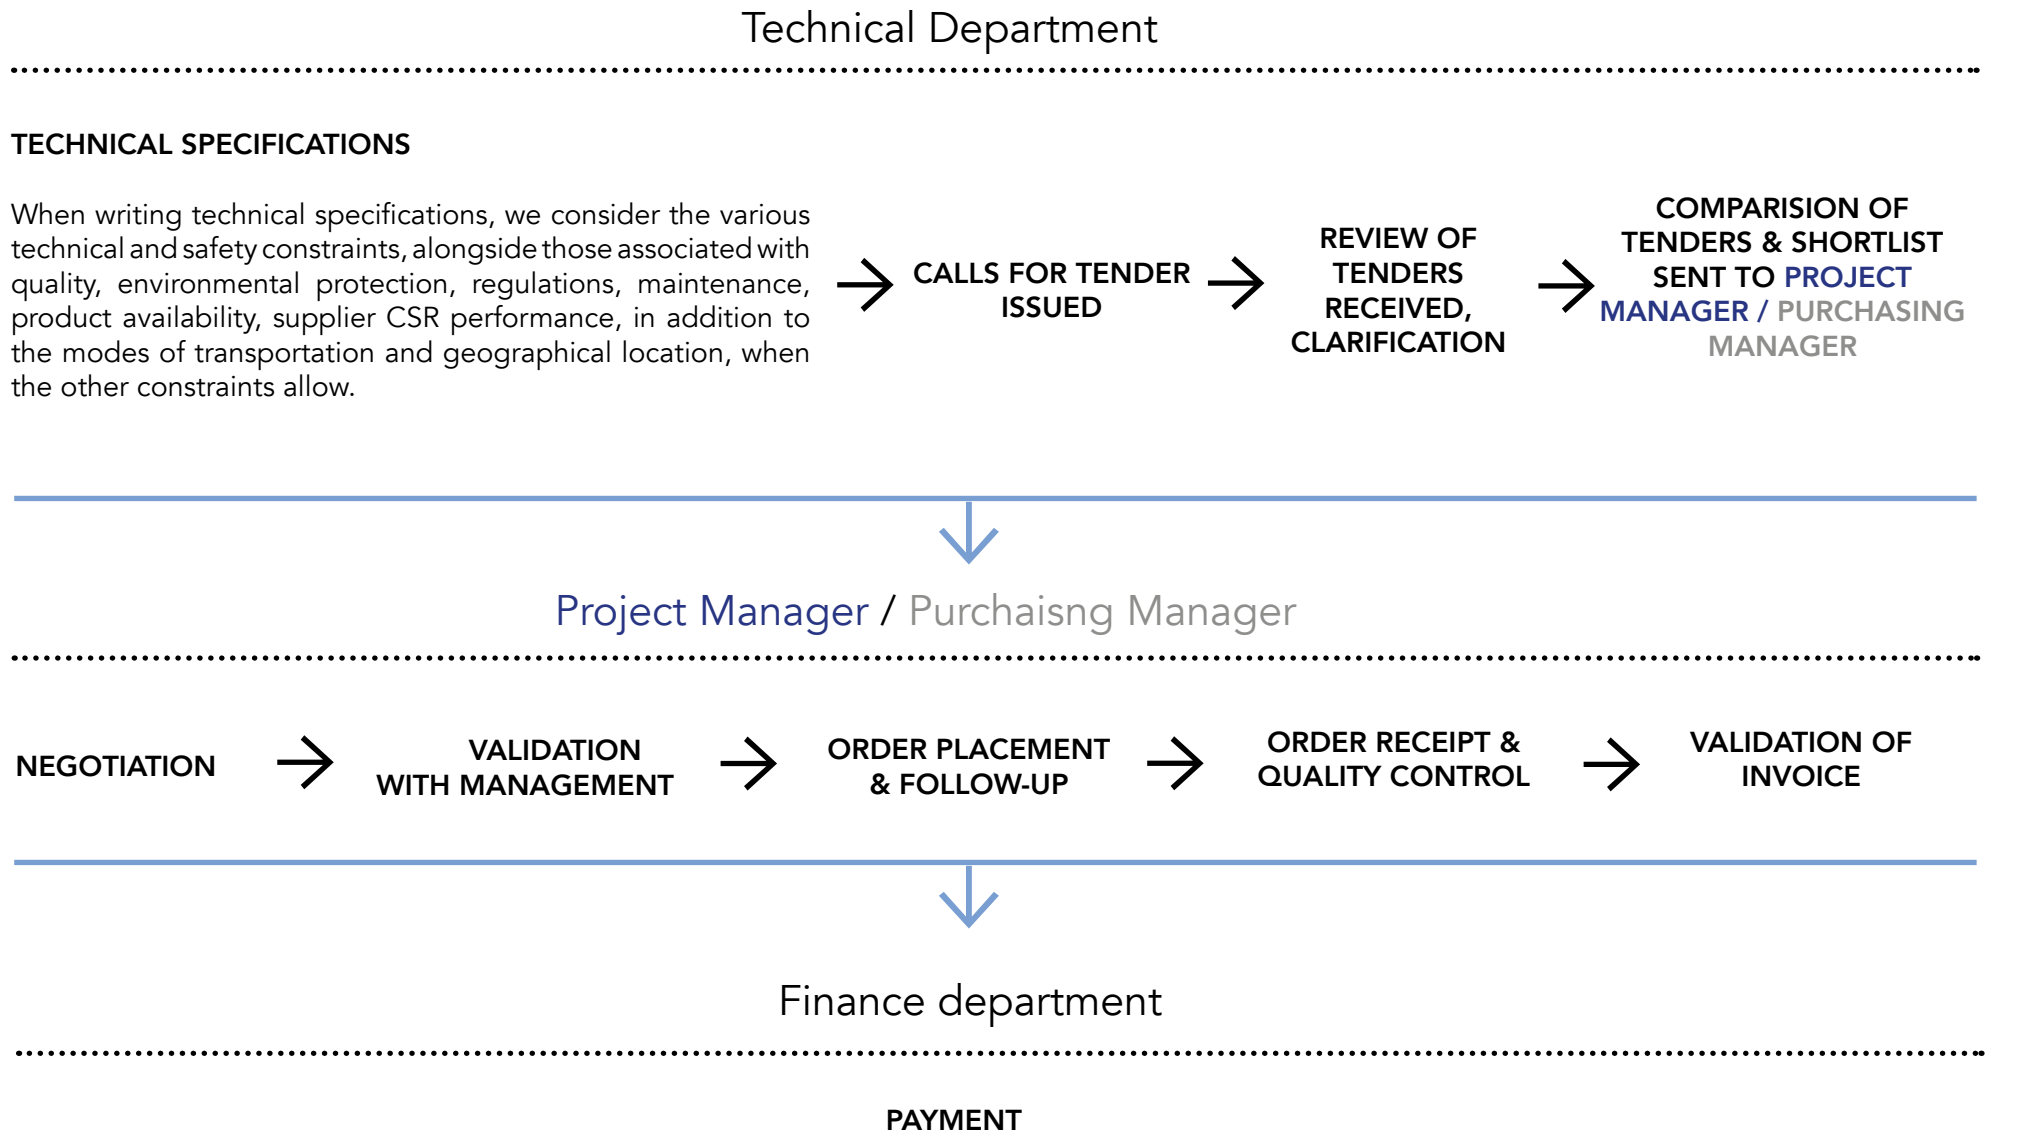 Technical Department
TECHNICAL SPECIFICATIONS
When writing technical specifications, we consider the various
technical and safety constraints, alongside those associated with
quality, environmental protection, regulations, maintenance,
product availability, supplier CSR performance, in addition to
the modes of transportation and geographical location, when
the other constraints allow.
CALLS FOR TENDER
ISSUED
REVIEW OF
TENDERS
RECEIVED,
CLARIFICATION
COMPARISION OF
TENDERS & SHORTLIST
SENT TO PROJECT
MANAGER / PURCHASING
MANAGER
Project Manager / Purchaisng Manager
NEGOTIATION
VALIDATION
WITH MANAGEMENT
ORDER PLACEMENT
& FOLLOW-UP
ORDER RECEIPT &
QUALITY CONTROL
VALIDATION OF
INVOICE
Finance department
PAYMENT